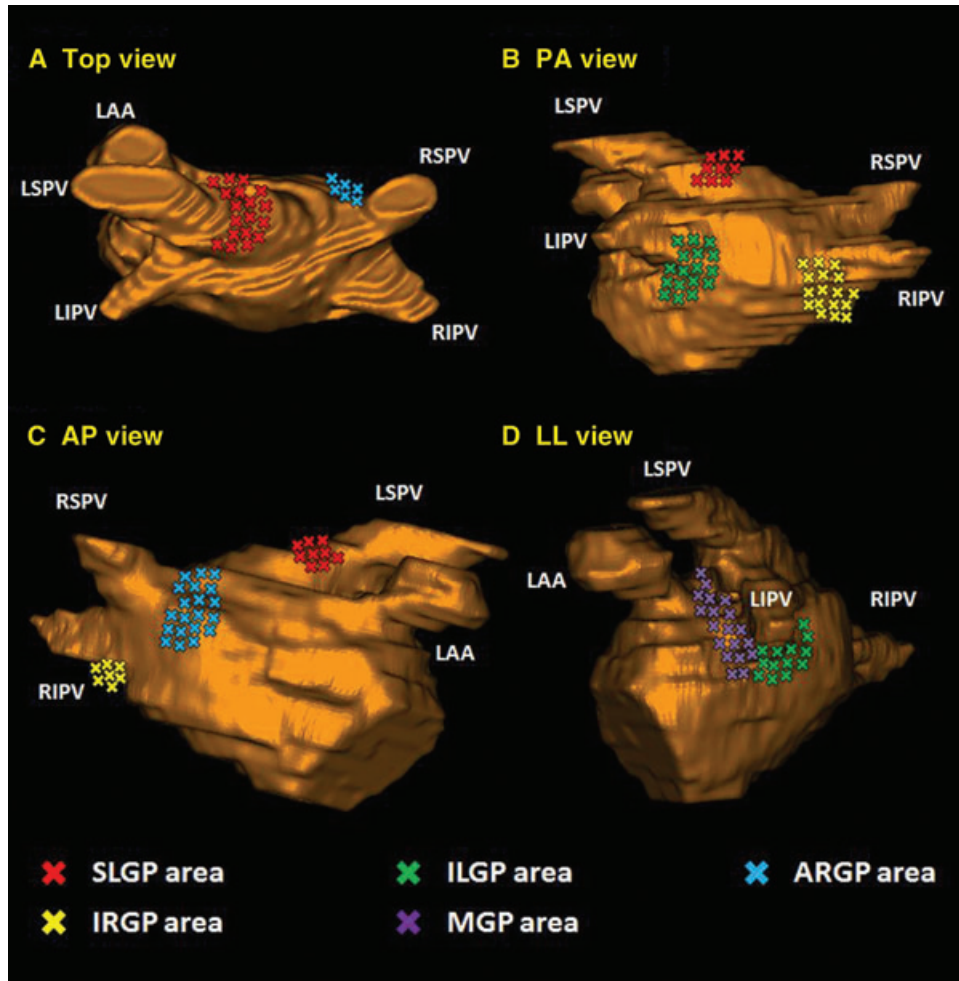 A Top view
LAA
LSPV
RSPV
LIPV
RIPV
B PA view
LSPV
RSPV
LIPV
RIPV
C AP view
RSPV
LSPV
RIPV
LAA
D LL view
LSPV
LAA
LIPV
RIPV
SLGP area
ILGP area
ARGP area
IRGP area
MGP area